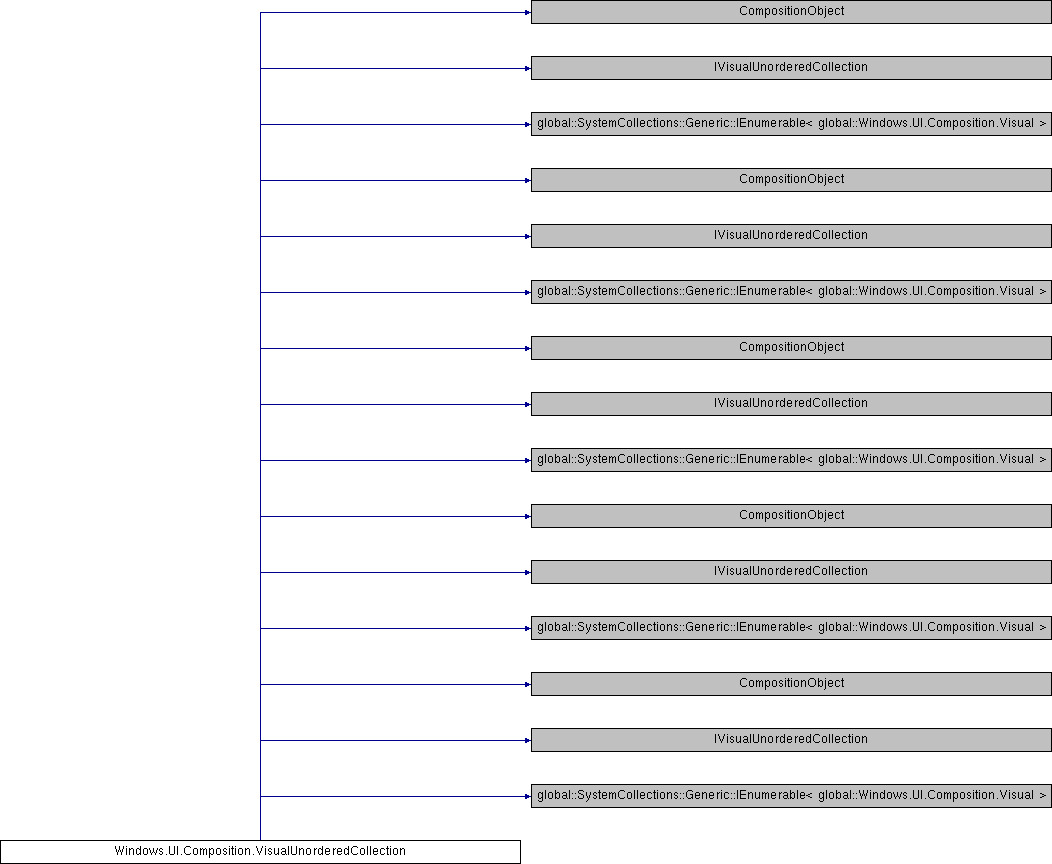 CompositionObject
IVisualUnorderedCollection
global::SystemCollections::Generic::IEnumerable< global::Windows.UI.Composition.Visual >
CompositionObject
IVisualUnorderedCollection
global::SystemCollections::Generic::IEnumerable< global::Windows.UI.Composition.Visual >
CompositionObject
IVisualUnorderedCollection
global::SystemCollections::Generic::IEnumerable< global::Windows.UI.Composition.Visual >
CompositionObject
IVisualUnorderedCollection
global::SystemCollections::Generic::IEnumerable< global::Windows.UI.Composition.Visual >
CompositionObject
IVisualUnorderedCollection
global::SystemCollections::Generic::IEnumerable< global::Windows.UI.Composition.Visual >
Windows.UI.Composition.VisualUnorderedCollection